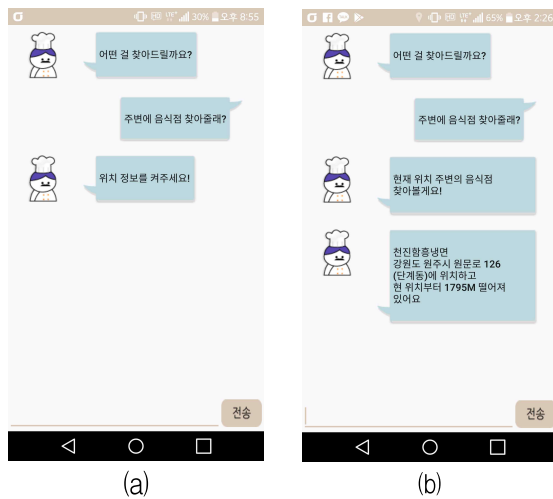 30% 오후 8:55
어떤 걸 찾아드릴까요?
주변에 음식점 찾아줄래?
위치 정보를 켜주세요!
전송
(a)
65% 오후 2:26
어떤 걸 찾아드릴까요?
주변에 음식점 찾아줄래?
현재 위치 주변의 음식점
찾아볼게요!
천진함흥냉면
강원도 원주시 원문로 126
(단계동)에 위치하고
현 위치부터 1795M 떨어져
있어요
전송
(b)